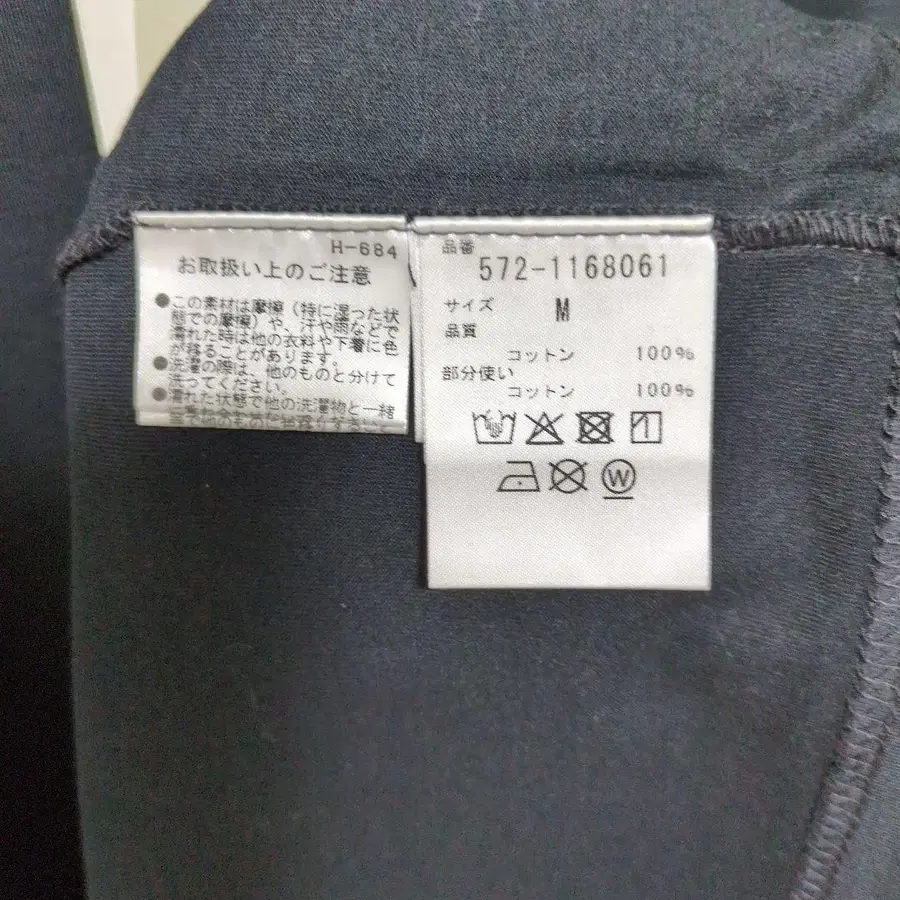 H-684
お取扱い上のご注意
●この素材は摩擦（特に湿った状
態での摩擦）や、汗や雨などで
濡れた時は他の衣料や下着に色
が移ることがあります。
●洗濯の際は、他のものと分けて
洗ってください。
●濡れた状態で他の洗濯物と一緒
品番
572-1168061
サイズ M
品質
コットン 100%
部分使い
コットン 100%
W